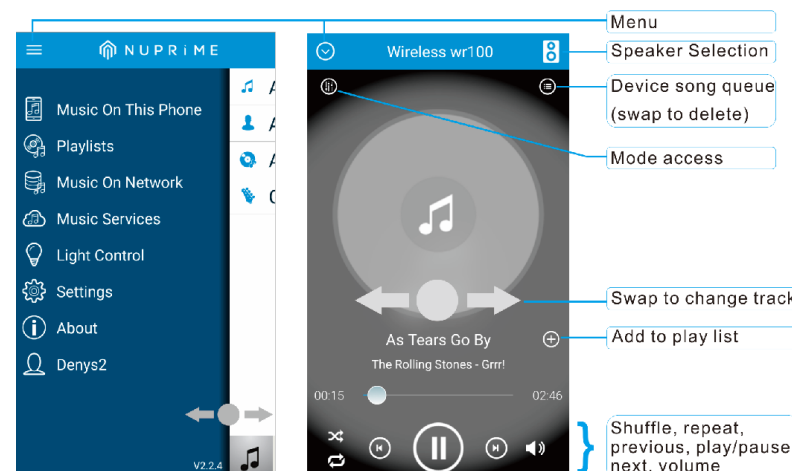 NUPRiME
Music On This Phone
Playlists
Music On Network
Music Services
Light Control
Settings
About
Denys2
V2.2.4
Wireless wr100
As Tears Go By
The Rolling Stones - Grrr!
00:15
02:46
Menu
Speaker Selection
Device song queue
(swap to delete)
Mode access
Swap to change track
Add to play list
Shuffle, repeat,
previous, play/pause
next, volume